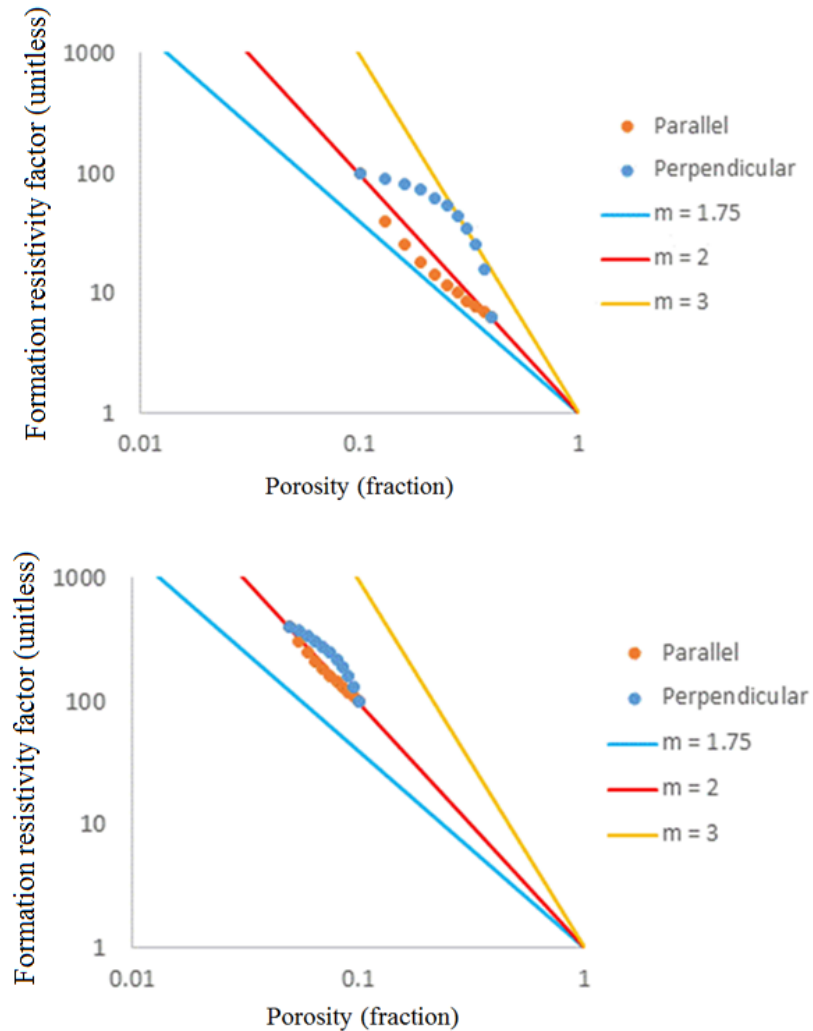 Formation resistivity factor (unitless)
1000
100
10
1
0.01
0.1
1
Porosity (fraction)
Parallel
Perpendicular
m = 1.75
m = 2
m = 3
Formation resistivity factor (unitless)
1000
100
10
1
0.01
0.1
1
Porosity (fraction)
Parallel
Perpendicular
m = 1.75
m = 2
m = 3